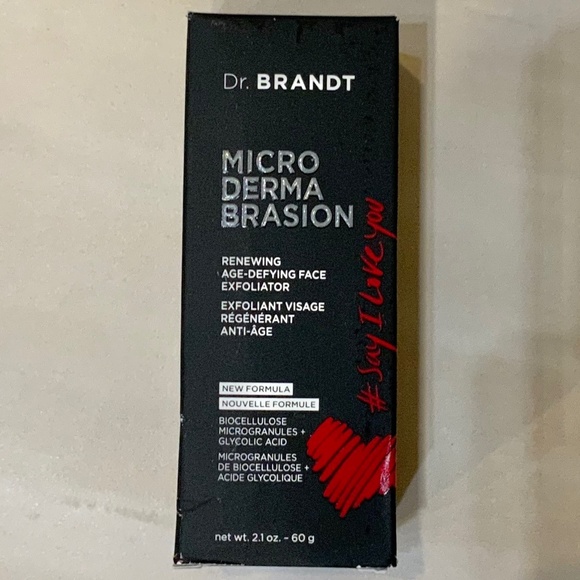 Dr. BRANDT
MICRO
DERMA
BRASION
RENEWING
AGE-DEFYING FACE
EXFOLIATOR
EXFOLIANT VISAGE
RÉGÉNÉRANT
ANTI-ÂGE
#Say I Love you
NEW FORMULA
NOUVELLE FORMULE
BIOCELLULOSE
MICROGRANULES +
GLYCOLIC ACID
MICROGRANULES
DE BIOCELLULOSE +
ACIDE GLYCOLIQUE
net wt. 2.1 oz. - 60 g